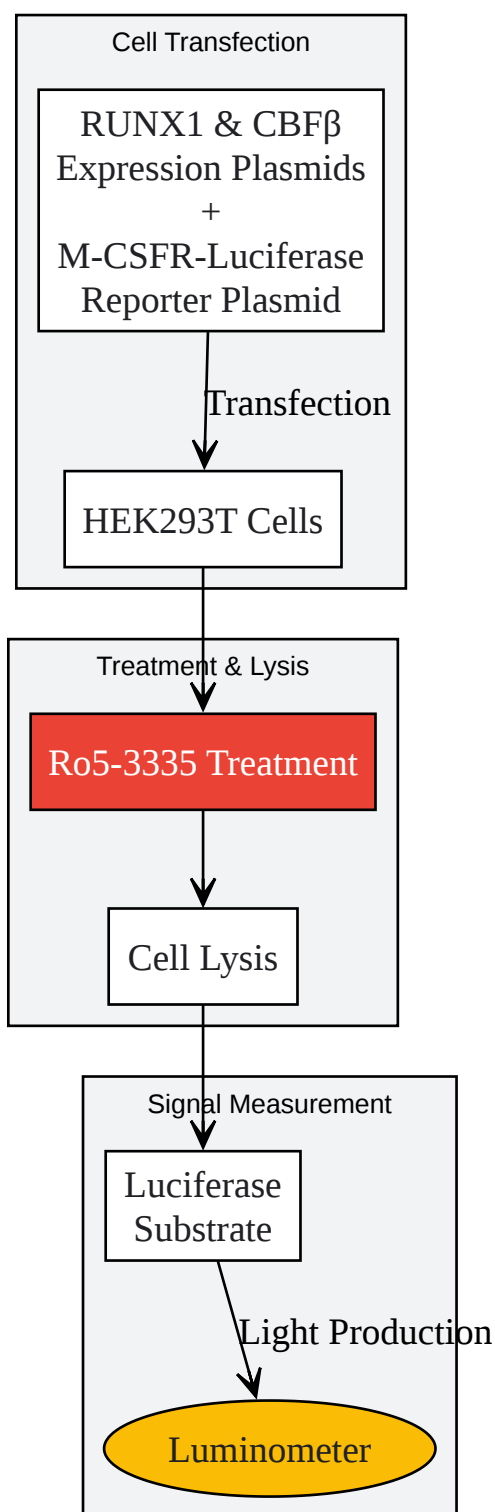 Cell Transfection
RUNX1 & CBFβ
Expression Plasmids
+
M-CSFR-Luciferase
Reporter Plasmid
Transfection
HEK293T Cells
Treatment & Lysis
Ro5-3335 Treatment
Cell Lysis
Signal Measurement
Luciferase
Substrate
Light Production
Luminometer